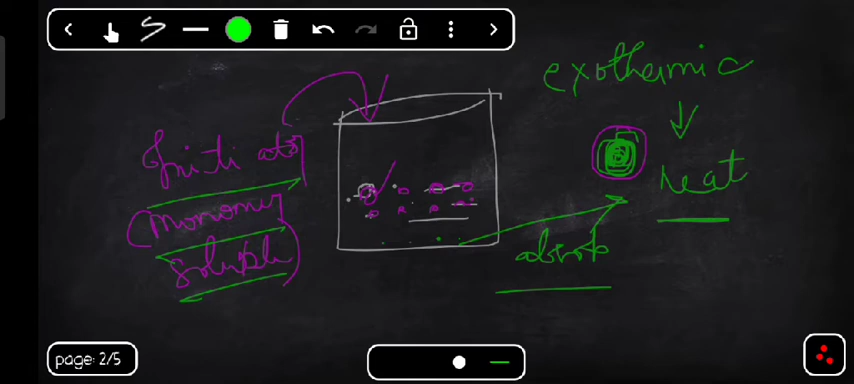 exothermic
Initiator
heat
(monomer
soluble)
absorb
page: 2/5